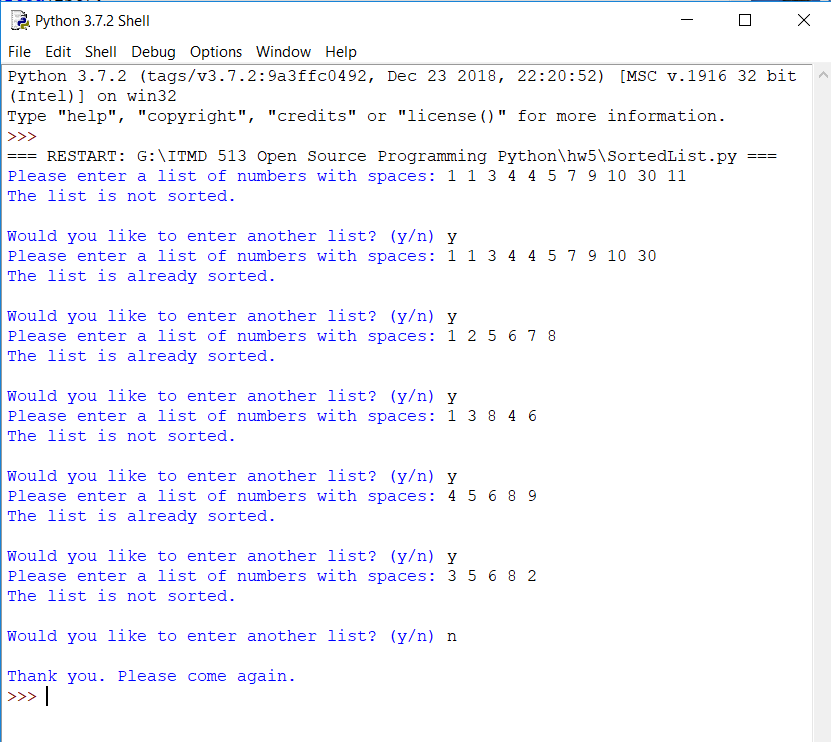 Python 3.7.2 Shell
File Edit Shell Debug Options Window Help
Python 3.7.2 (tags/v3.7.2:9a3ffc0492, Dec 23 2018, 22:20:52) [MSC v.1916 32 bit
(Intel)] on win32
Type "help", "copyright", "credits" or "license()" for more information.
>>>
=== RESTART: G:\ITMD 513 Open Source Programming Python\hw5\SortedList.py ===
Please enter a list of numbers with spaces: 1 1 3 4 4 5 7 9 10 30 11
The list is not sorted.

Would you like to enter another list? (y/n) y
Please enter a list of numbers with spaces: 1 1 3 4 4 5 7 9 10 30
The list is already sorted.

Would you like to enter another list? (y/n) y
Please enter a list of numbers with spaces: 1 2 5 6 7 8
The list is already sorted.

Would you like to enter another list? (y/n) y
Please enter a list of numbers with spaces: 1 3 8 4 6
The list is not sorted.

Would you like to enter another list? (y/n) y
Please enter a list of numbers with spaces: 4 5 6 8 9
The list is already sorted.

Would you like to enter another list? (y/n) y
Please enter a list of numbers with spaces: 3 5 6 8 2
The list is not sorted.

Would you like to enter another list? (y/n) n

Thank you. Please come again.
>>>